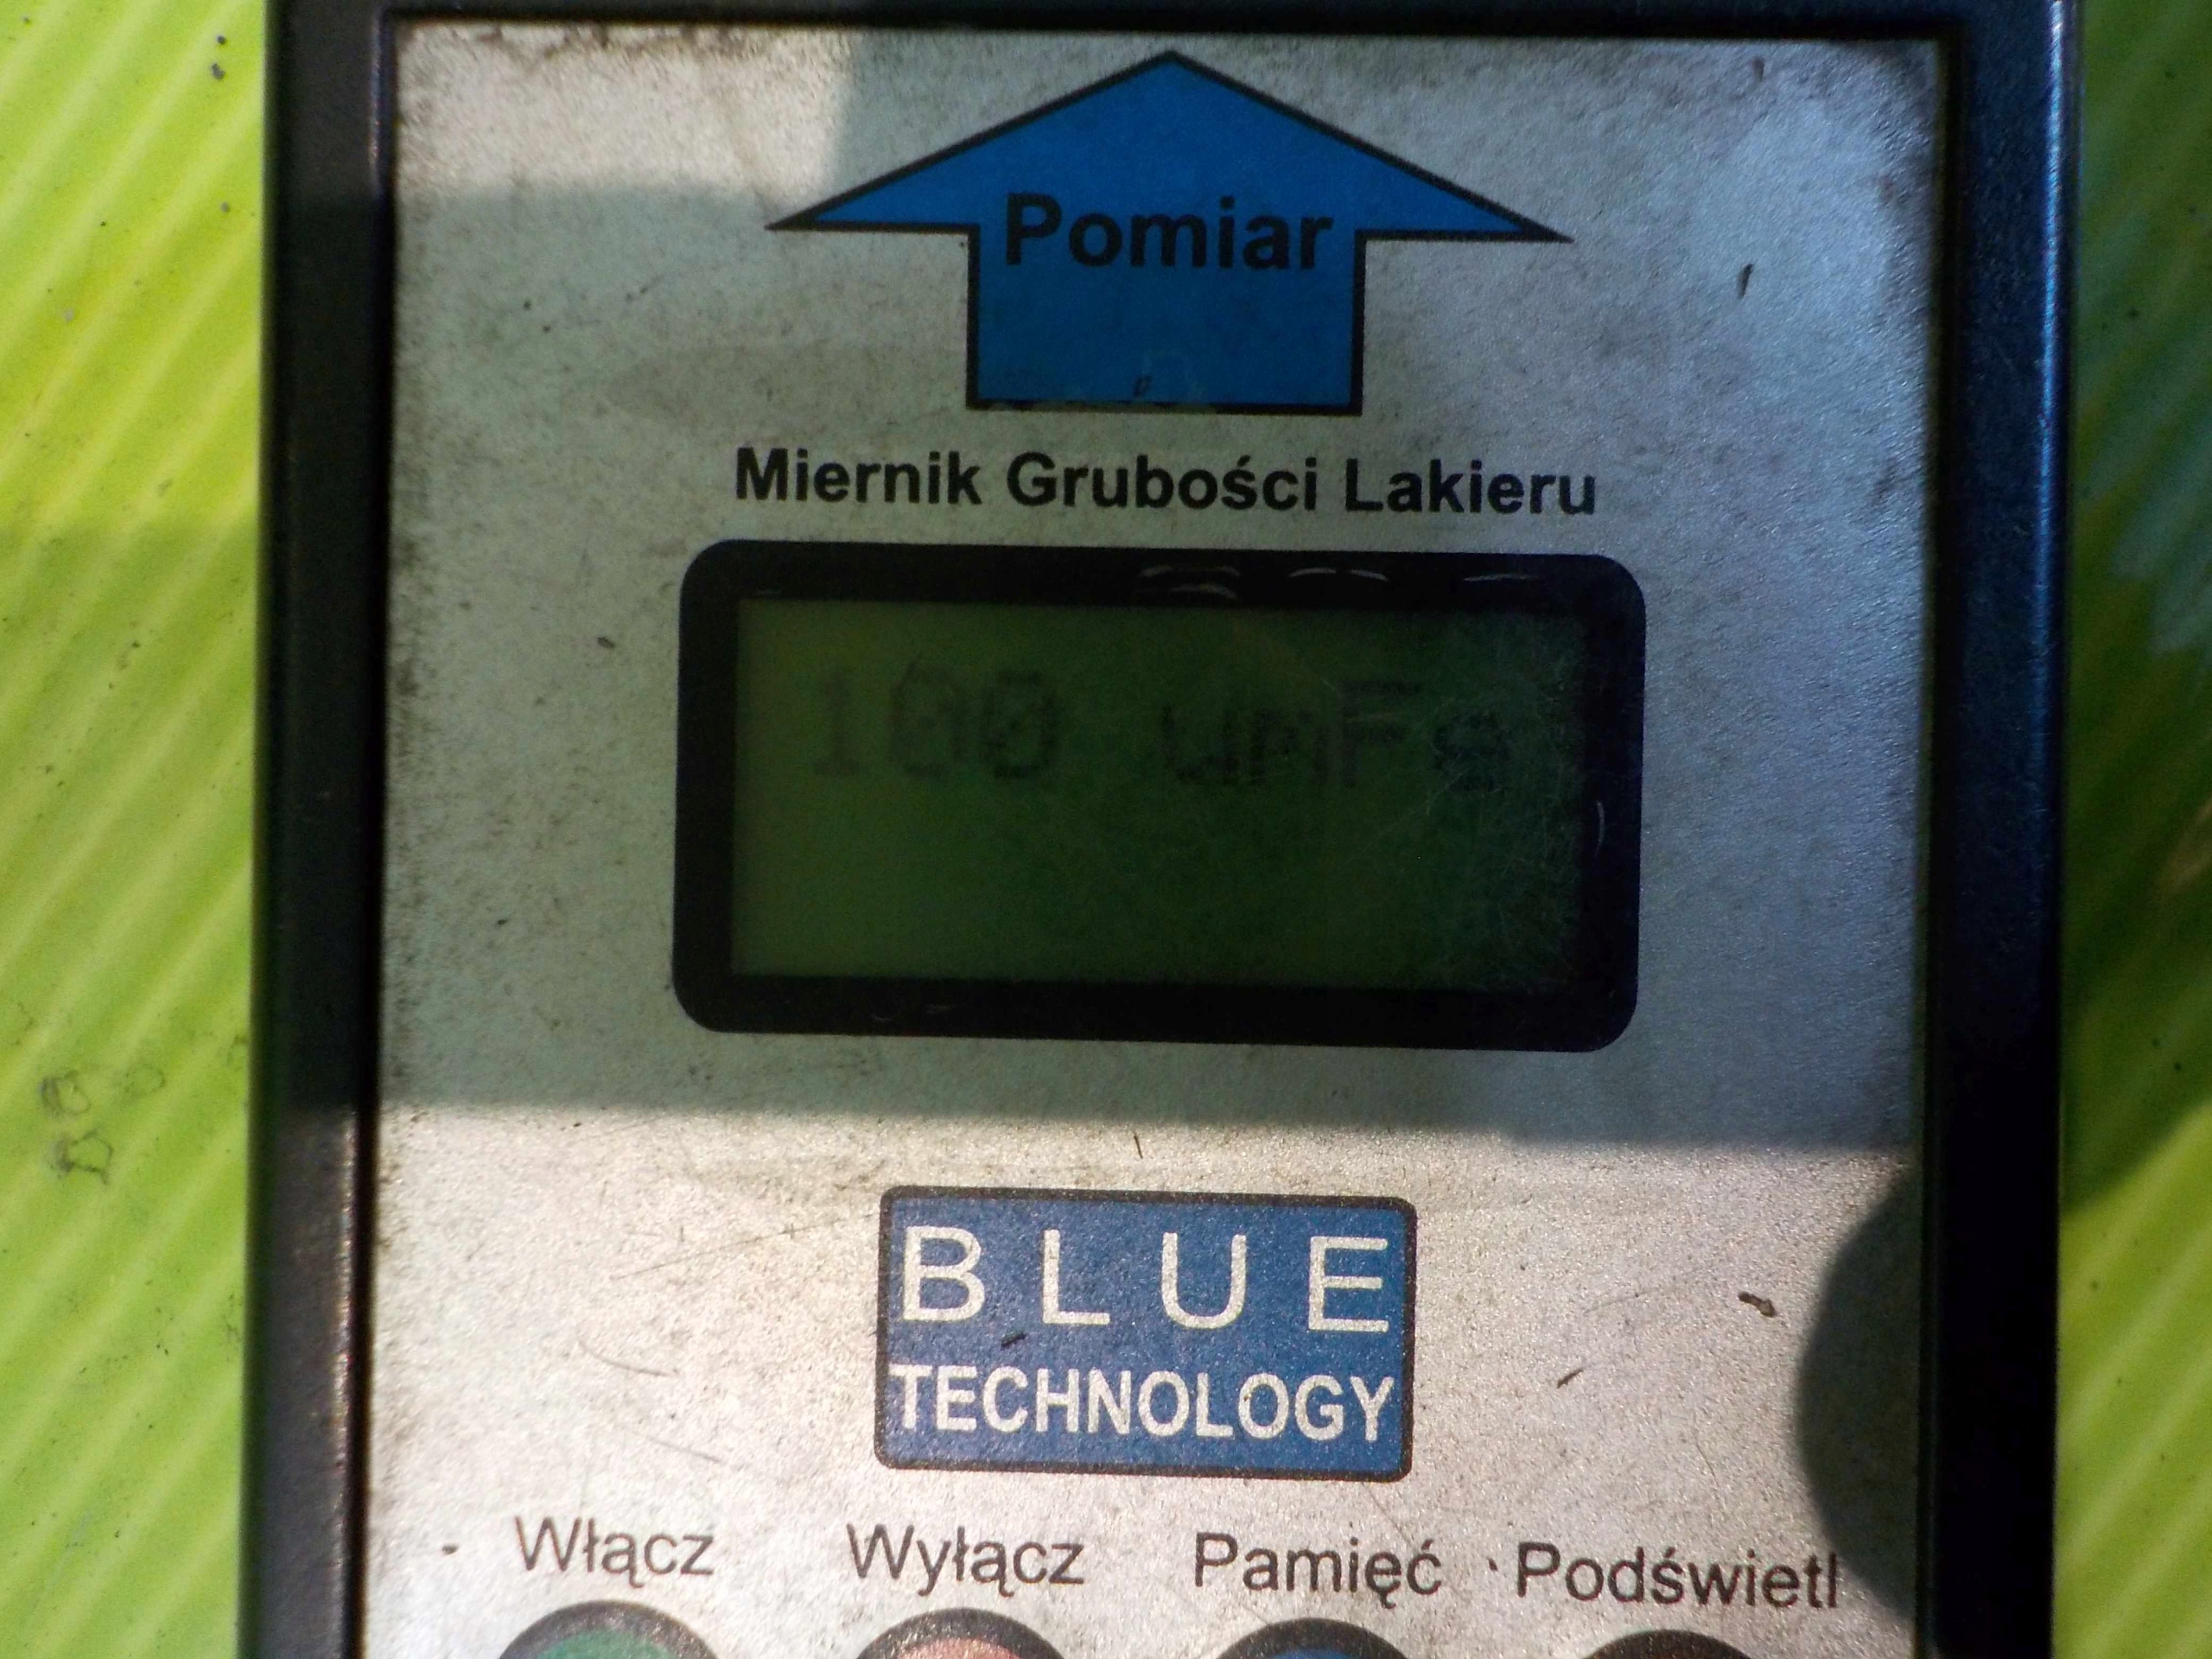 Pomiar
Miernik Grubości Lakieru
100 umFe
BLUE
TECHNOLOGY
Włącz Wyłącz Pamięć Podświetl